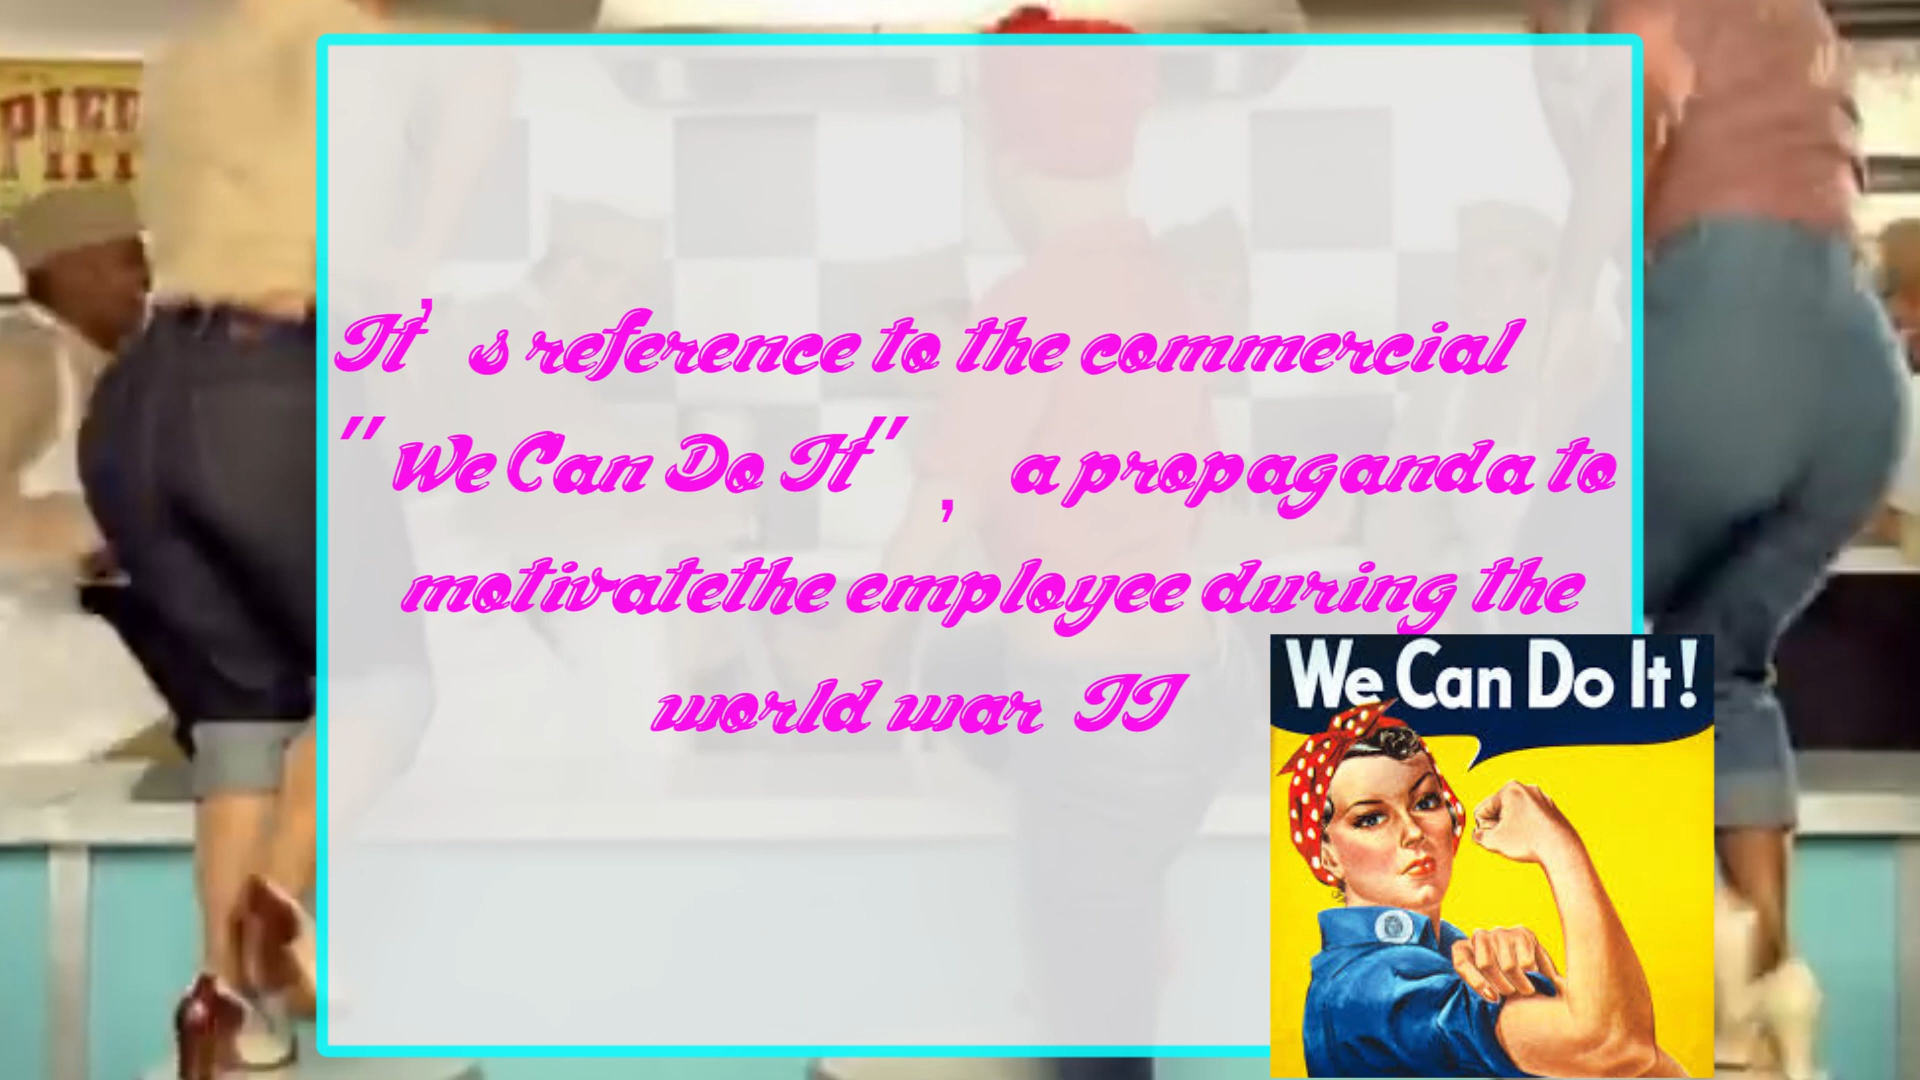 It's reference to the commercial
"We Can Do It", a propaganda to
motivatethe employee during the
world war II
We Can Do It!